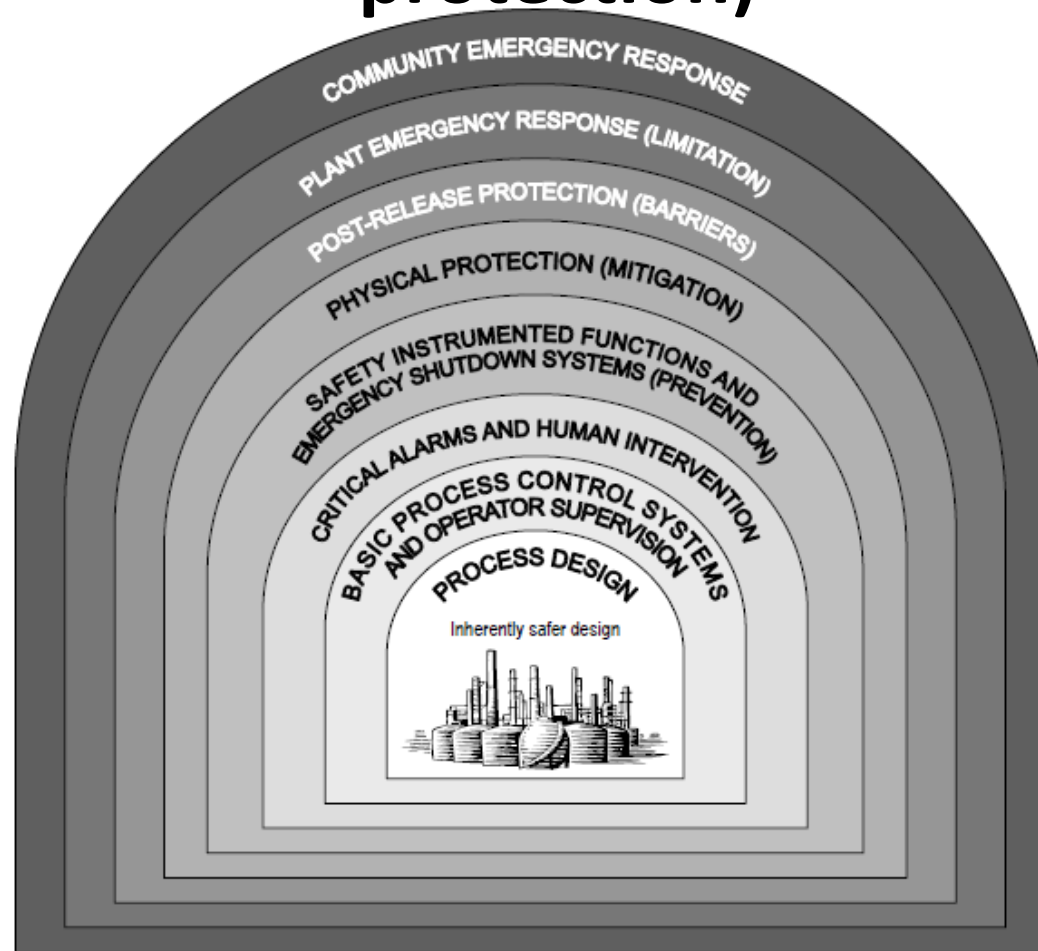 protection)
COMMUNITY EMERGENCY RESPONSE
PLANT EMERGENCY RESPONSE (LIMITATION)
POST-RELEASE PROTECTION (BARRIERS)
PHYSICAL PROTECTION (MITIGATION)
SAFETY INSTRUMENTED FUNCTIONS AND
EMERGENCY SHUTDOWN SYSTEMS (PREVENTION)
CRITICAL ALARMS AND HUMAN INTERVENTION
BASIC PROCESS CONTROL SYSTEMS
AND OPERATOR SUPERVISION
PROCESS DESIGN
Inherently safer design